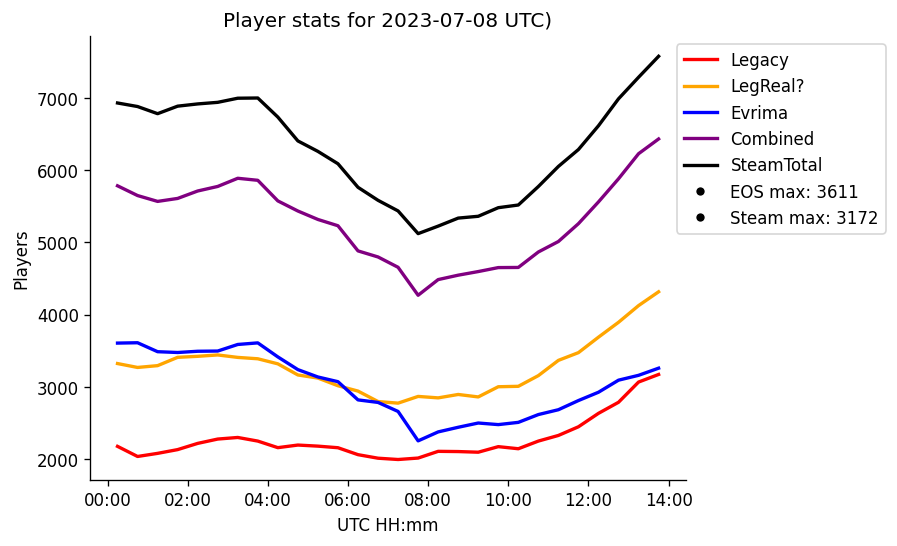 Player stats for 2023-07-08 UTC)
Legacy
LegReal?
Evrima
Combined
SteamTotal
EOS max: 3611
Steam max: 3172
Players
7000
6000
5000
4000
3000
2000
00:00 02:00 04:00 06:00 08:00 10:00 12:00 14:00
UTC HH:mm